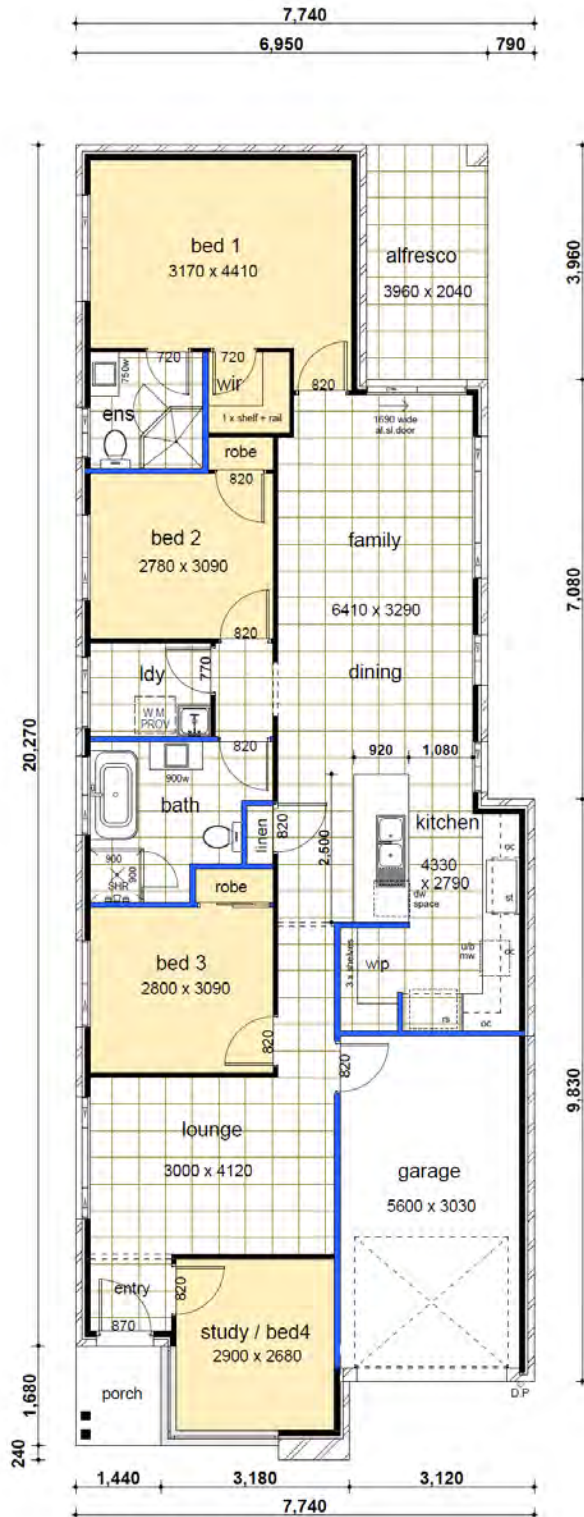 7,740
6,950 790
3,960
7,080
9,830
20,270
1,680
240
bed 1
3170 x 4410
alfresco
3960 x 2040
720
720
750w
wir
1 x shelf + rail
820
ens
1690 wide
al.sl.door
robe
820
bed 2
2780 x 3090
family
6410 x 3290
dining
820
ldy
770
W.M
PROV
820
900w
bath
920 1,080
linen
820
2,500
kitchen
4330
x 2790
oc
st
dw
space
900
900
SHR
robe
u/b
mw
oc
bed 3
2800 x 3090
3 x shelves
wip
oc
820
820
lounge
3000 x 4120
garage
5600 x 3030
entry
820
870
study / bed4
2900 x 2680
porch
D.P
1,440 3,180 3,120
7,740